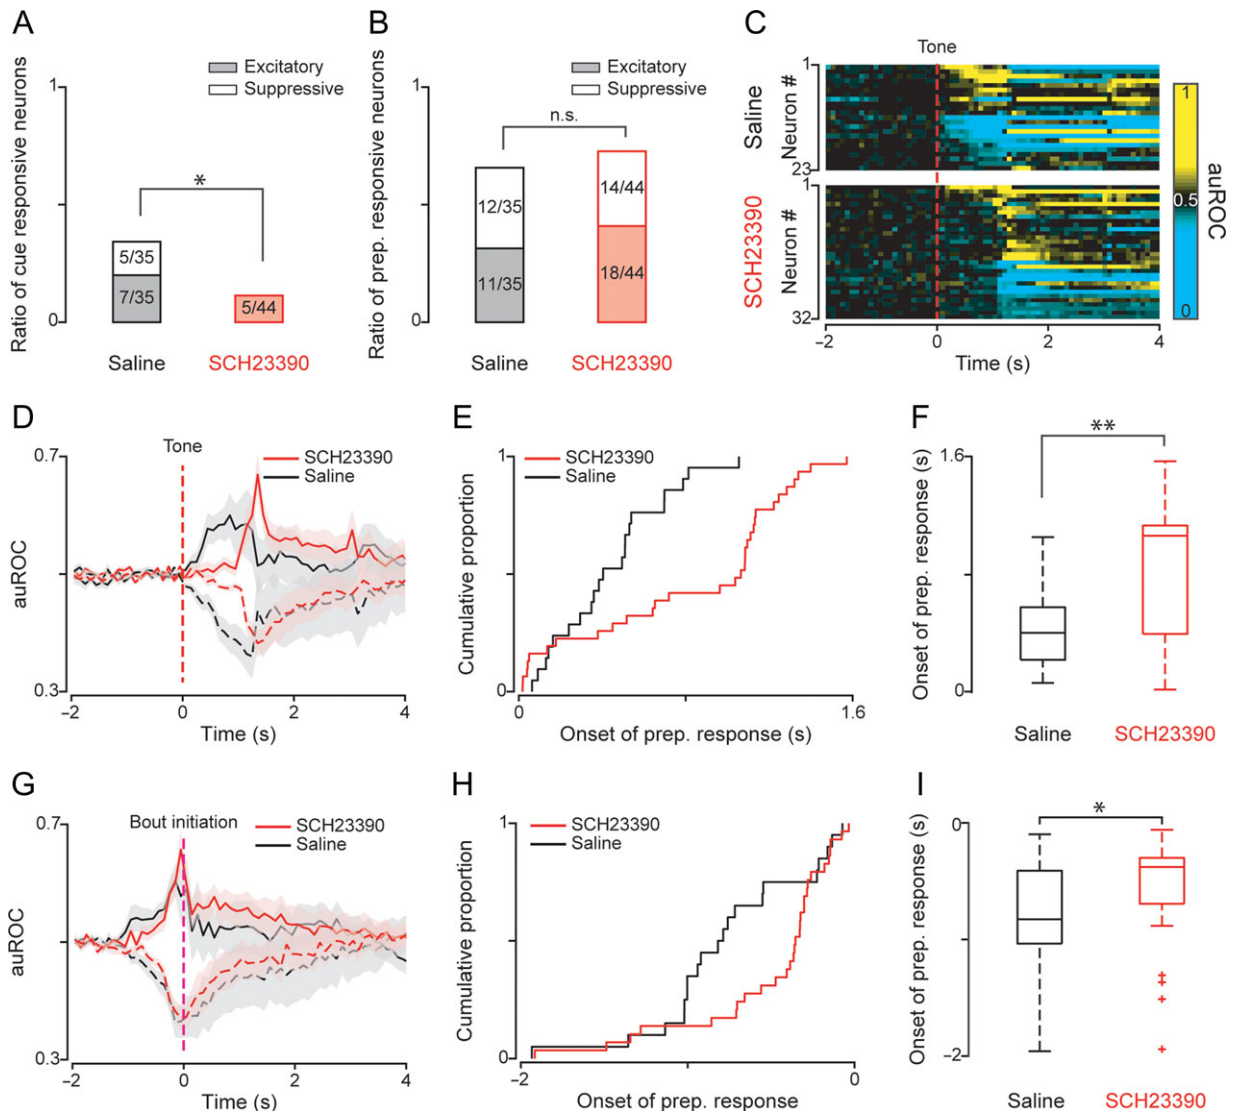 A
Ratio of cue responsive neurons
1
0
Excitatory
Suppressive
*
5/35
7/35
5/44
Saline
SCH23390
B
Ratio of prep. responsive neurons
1
0
Excitatory
Suppressive
n.s.
12/35
11/35
14/44
18/44
Saline
SCH23390
C
Tone
Saline
Neuron #
1
23
SCH23390
Neuron #
1
32
−2
0
2
4
Time (s)
1
0.5
0
auROC
D
0.7
0.3
auROC
Tone
SCH23390
Saline
−2
0
2
4
Time (s)
E
Cumulative proportion
1
0
SCH23390
Saline
0
1.6
Onset of prep. response (s)
F
Onset of prep. response (s)
1.6
0
**
Saline
SCH23390
G
0.7
0.3
auROC
Bout initiation
SCH23390
Saline
−2
0
2
4
Time (s)
H
Cumulative proportion
1
0
SCH23390
Saline
−2
0
Onset of prep. response
I
Onset of prep. response (s)
0
−2
*
Saline
SCH23390